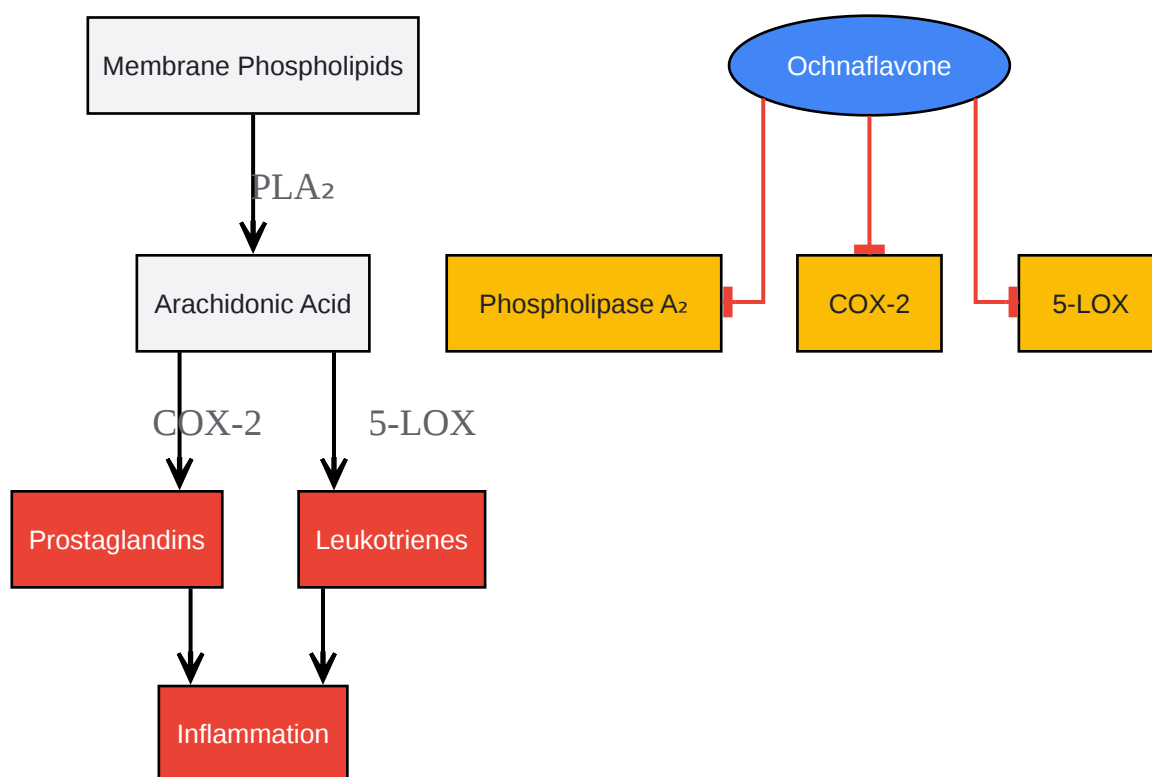 Membrane Phospholipids
Ochnaflavone
PLA₂
Arachidonic Acid
Phospholipase A₂
COX-2
5-LOX
COX-2
5-LOX
Prostaglandins
Leukotrienes
Inflammation